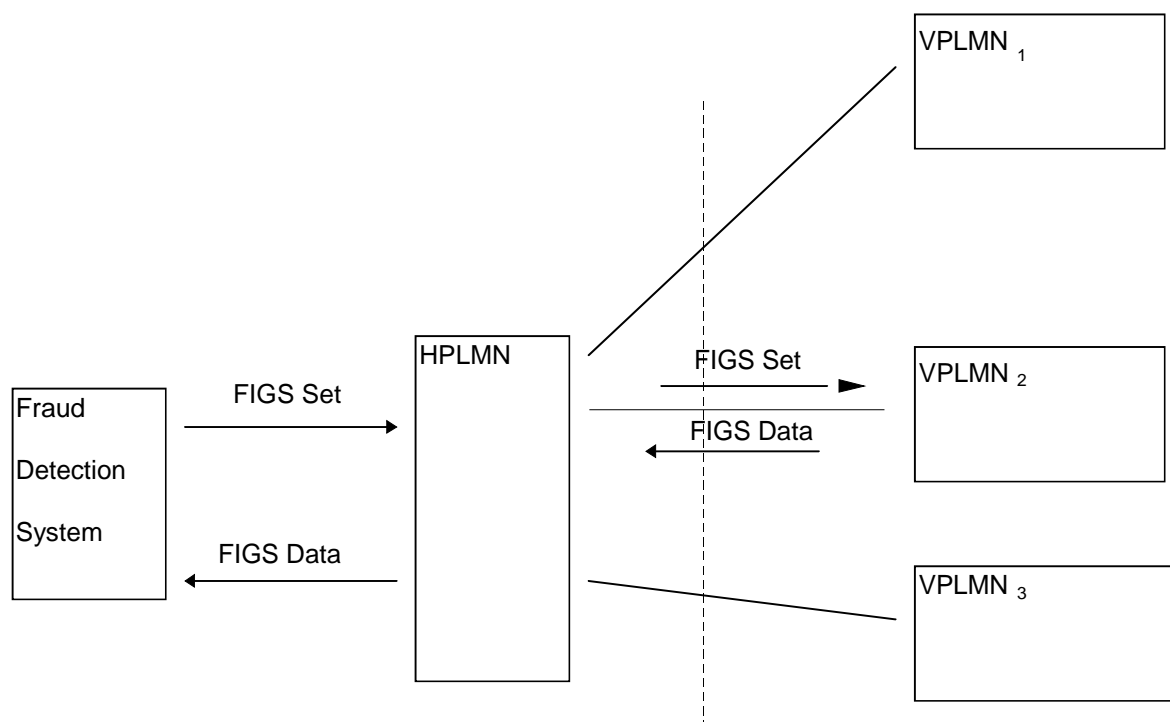 VPLMN 1
HPLMN
FIGS Set
VPLMN 2
Fraud
FIGS Set
FIGS Data
Detection
System
FIGS Data
VPLMN 3